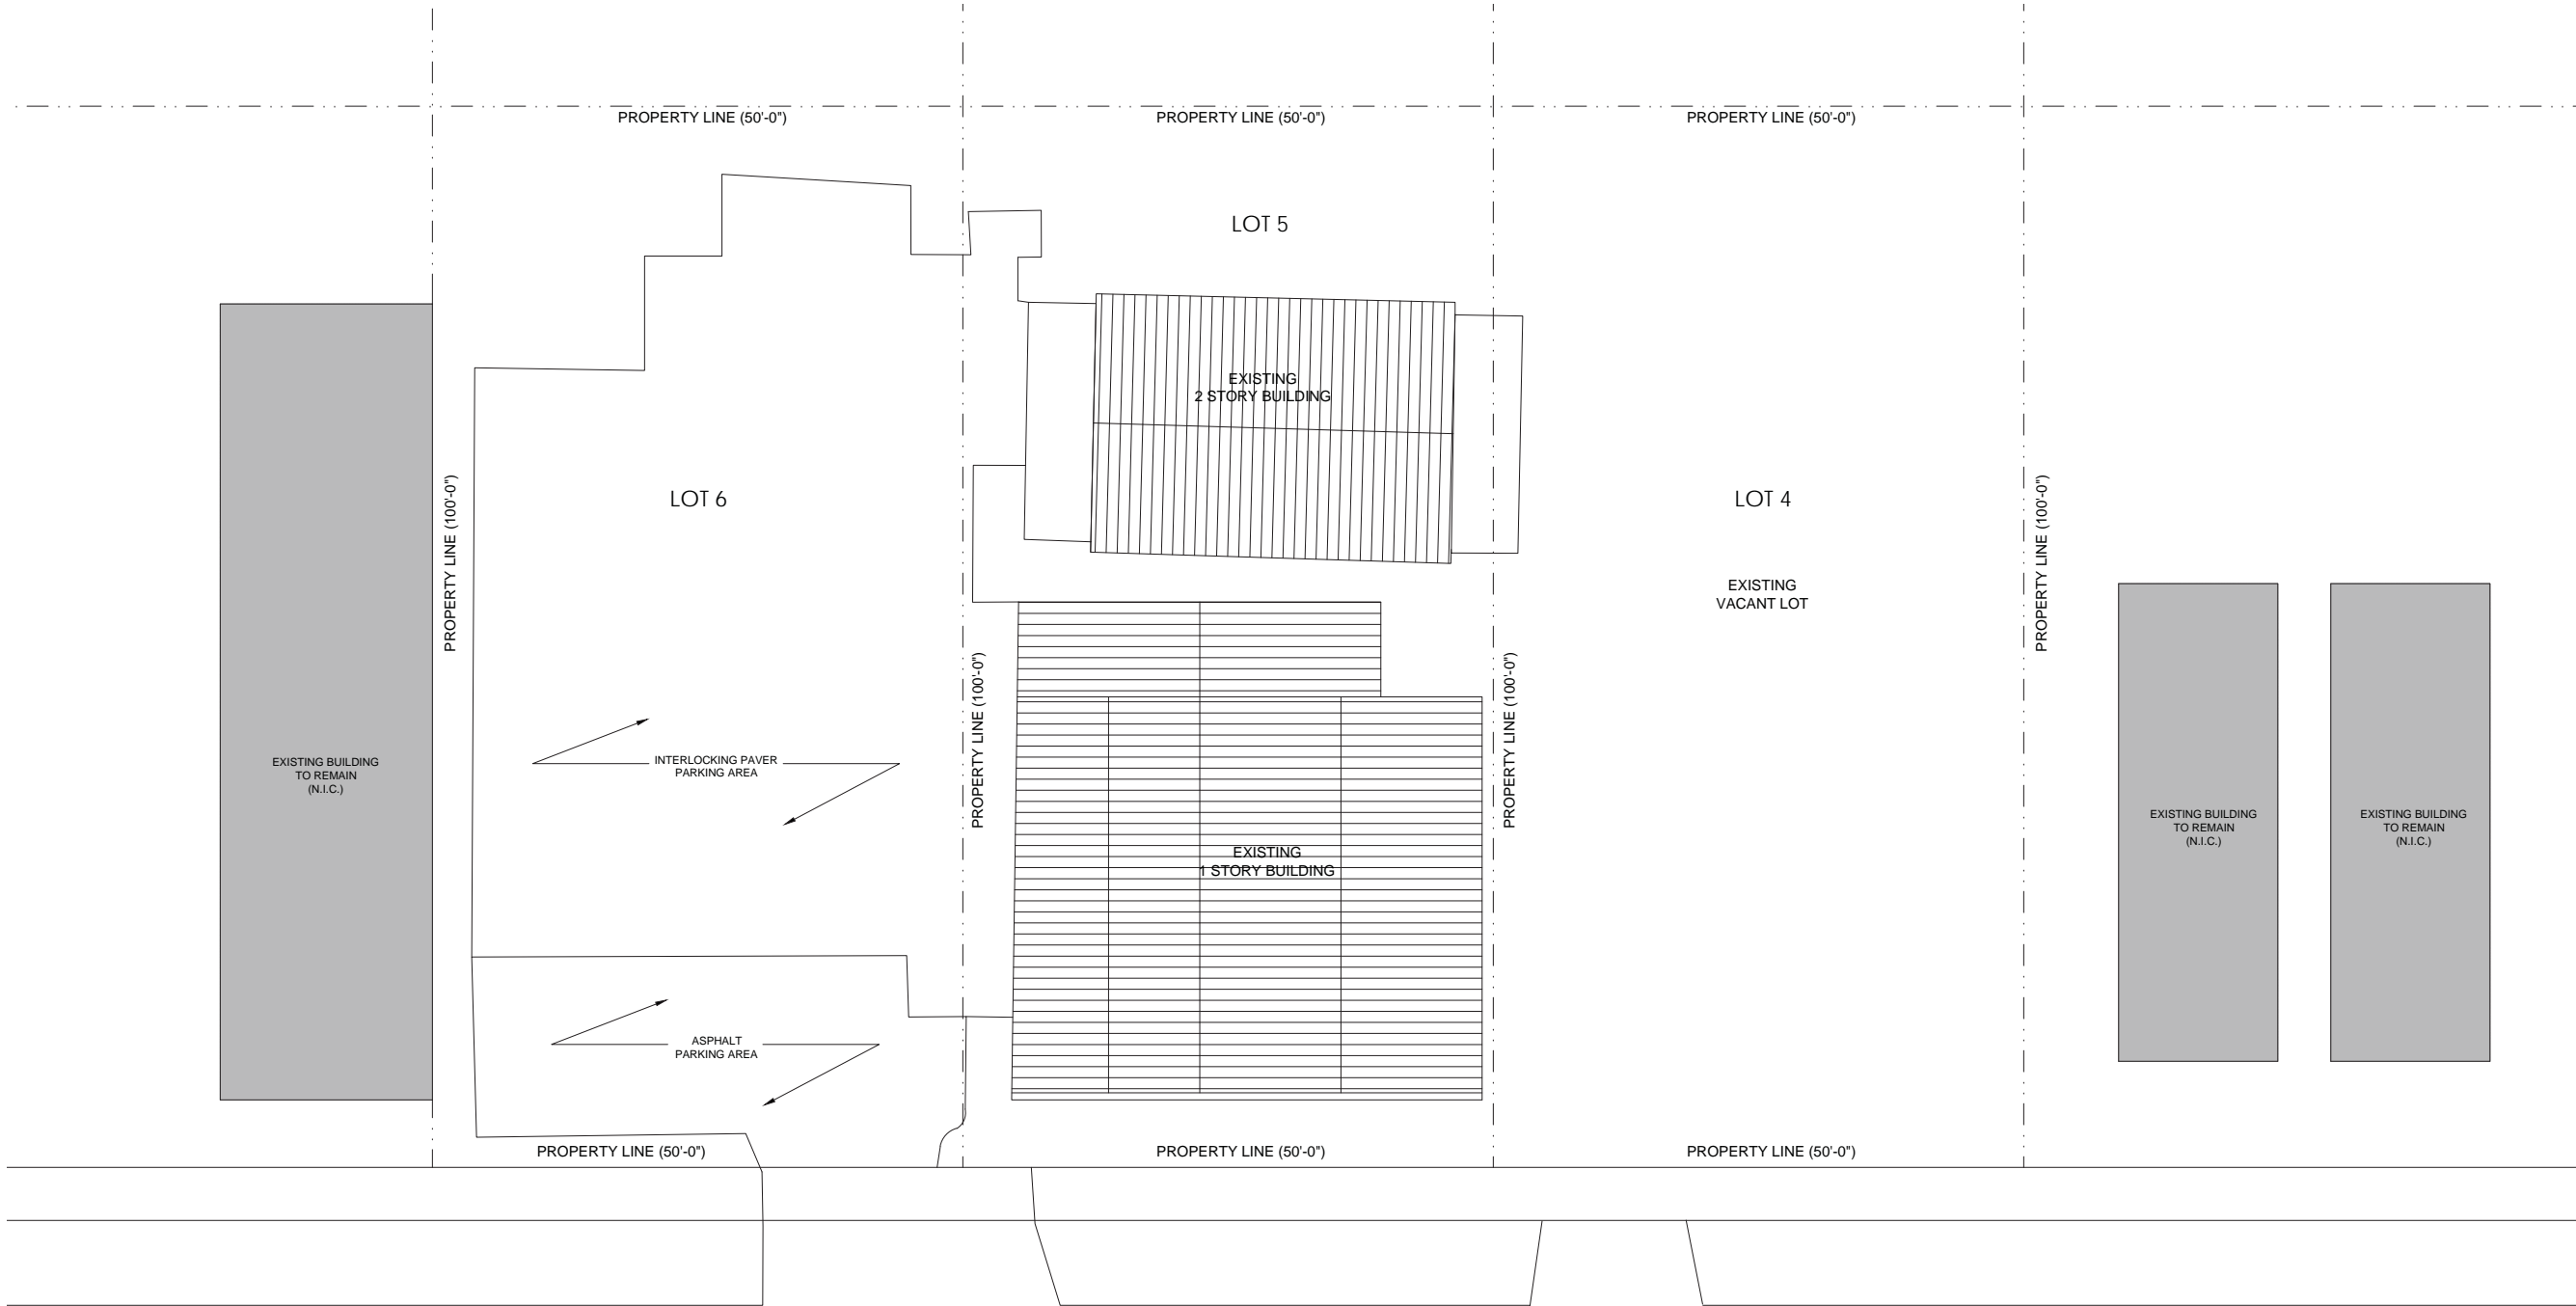 PROPERTY LINE (50'-0")
PROPERTY LINE (50'-0")
PROPERTY LINE (50'-0")
LOT 5
EXISTING
2 STORY BUILDING
LOT 6
LOT 4
PROPERTY LINE (100'-0")
PROPERTY LINE (100'-0")
EXISTING
VACANT LOT
PROPERTY LINE (100'-0")
PROPERTY LINE (100'-0")
EXISTING BUILDING
TO REMAIN
(N.I.C.)
INTERLOCKING PAVER
PARKING AREA
EXISTING BUILDING
TO REMAIN
(N.I.C.)
EXISTING BUILDING
TO REMAIN
(N.I.C.)
EXISTING
1 STORY BUILDING
ASPHALT
PARKING AREA
PROPERTY LINE (50'-0")
PROPERTY LINE (50'-0")
PROPERTY LINE (50'-0")